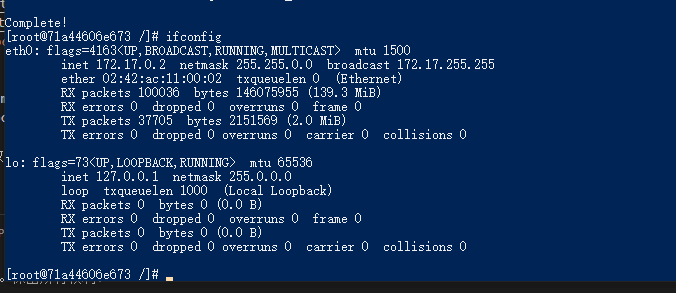 Complete!
[root@71a44606e673 /]# ifconfig
eth0: flags=4163<UP,BROADCAST,RUNNING,MULTICAST>  mtu 1500
        inet 172.17.0.2  netmask 255.255.0.0  broadcast 172.17.255.255
        ether 02:42:ac:11:00:02  txqueuelen 0  (Ethernet)
        RX packets 100036  bytes 146075955 (139.3 MiB)
        RX errors 0  dropped 0  overruns 0  frame 0
        TX packets 37705  bytes 2151569 (2.0 MiB)
        TX errors 0  dropped 0 overruns 0  carrier 0  collisions 0

lo: flags=73<UP,LOOPBACK,RUNNING>  mtu 65536
        inet 127.0.0.1  netmask 255.0.0.0
        loop  txqueuelen 1000  (Local Loopback)
        RX packets 0  bytes 0 (0.0 B)
        RX errors 0  dropped 0  overruns 0  frame 0
        TX packets 0  bytes 0 (0.0 B)
        TX errors 0  dropped 0 overruns 0  carrier 0  collisions 0

[root@71a44606e673 /]#